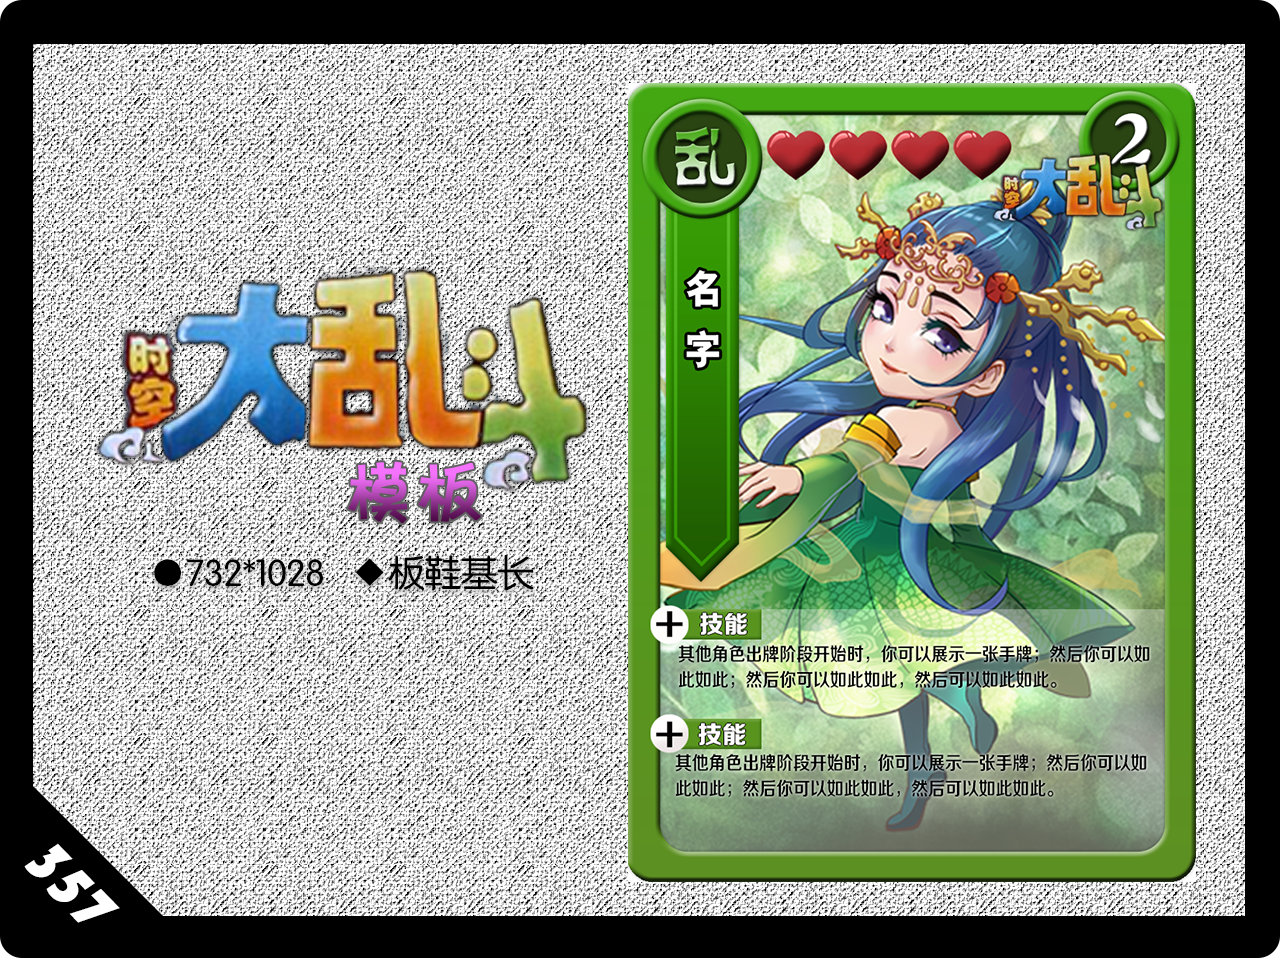 时空
大乱斗
模板
●732*1028 ◆板鞋基长
357
乱
2
时空大乱斗
名字
技能
其他角色出牌阶段开始时，你可以展示一张手牌；然后你可以如
此如此；然后你可以如此如此，然后可以如此如此。
技能
其他角色出牌阶段开始时，你可以展示一张手牌；然后你可以如
此如此；然后你可以如此如此，然后可以如此如此。